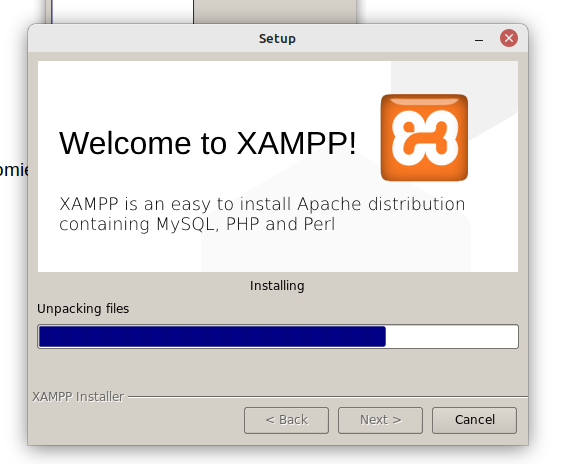 Setup
Welcome to XAMPP!
XAMPP is an easy to install Apache distribution
containing MySQL, PHP and Perl
Installing
Unpacking files
XAMPP Installer
< Back
Next >
Cancel